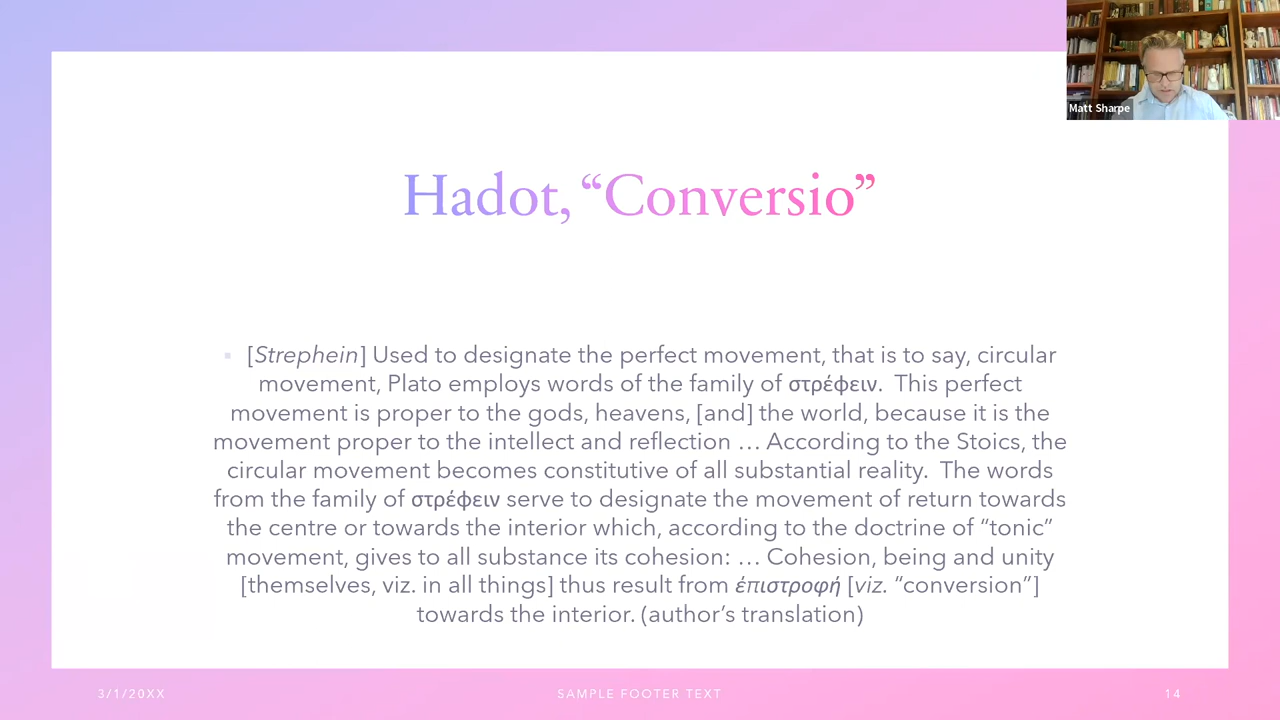 Matt Sharpe
Hadot, “Conversio”
[Strephein] Used to designate the perfect movement, that is to say, circular
movement, Plato employs words of the family of στρέφειν.  This perfect
movement is proper to the gods, heavens, [and] the world, because it is the
movement proper to the intellect and reflection … According to the Stoics, the
circular movement becomes constitutive of all substantial reality.  The words
from the family of στρέφειν serve to designate the movement of return towards
the centre or towards the interior which, according to the doctrine of “tonic”
movement, gives to all substance its cohesion: … Cohesion, being and unity
[themselves, viz. in all things] thus result from έπιστροφή [viz. “conversion”]
towards the interior. (author’s translation)
3/1/20XX
SAMPLE FOOTER TEXT
14